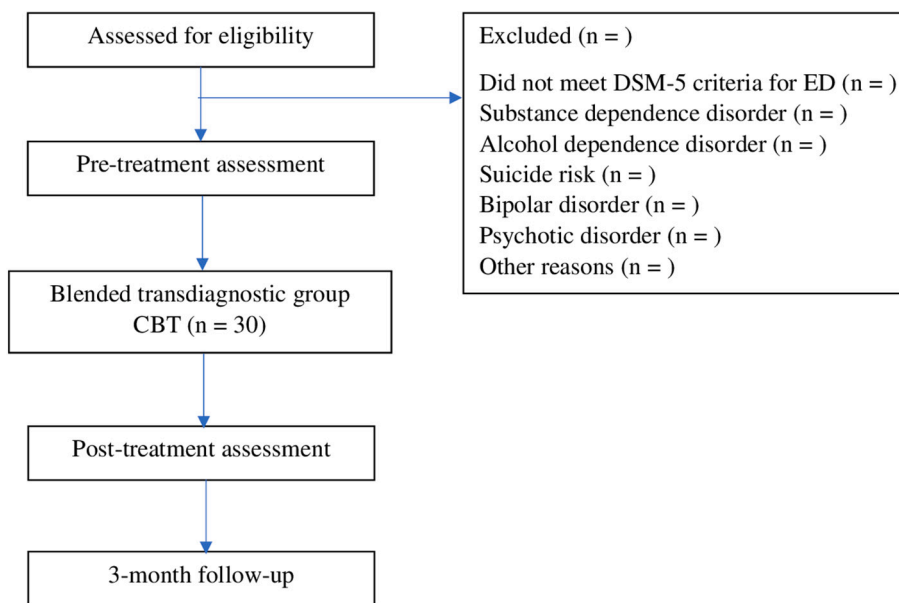 Assessed for eligibility
Excluded (n = )
Did not meet DSM-5 criteria for ED (n = )
Substance dependence disorder (n = )
Alcohol dependence disorder (n = )
Suicide risk (n = )
Bipolar disorder (n = )
Psychotic disorder (n = )
Other reasons (n = )
Pre-treatment assessment
Blended transdiagnostic group
CBT (n = 30)
Post-treatment assessment
3-month follow-up